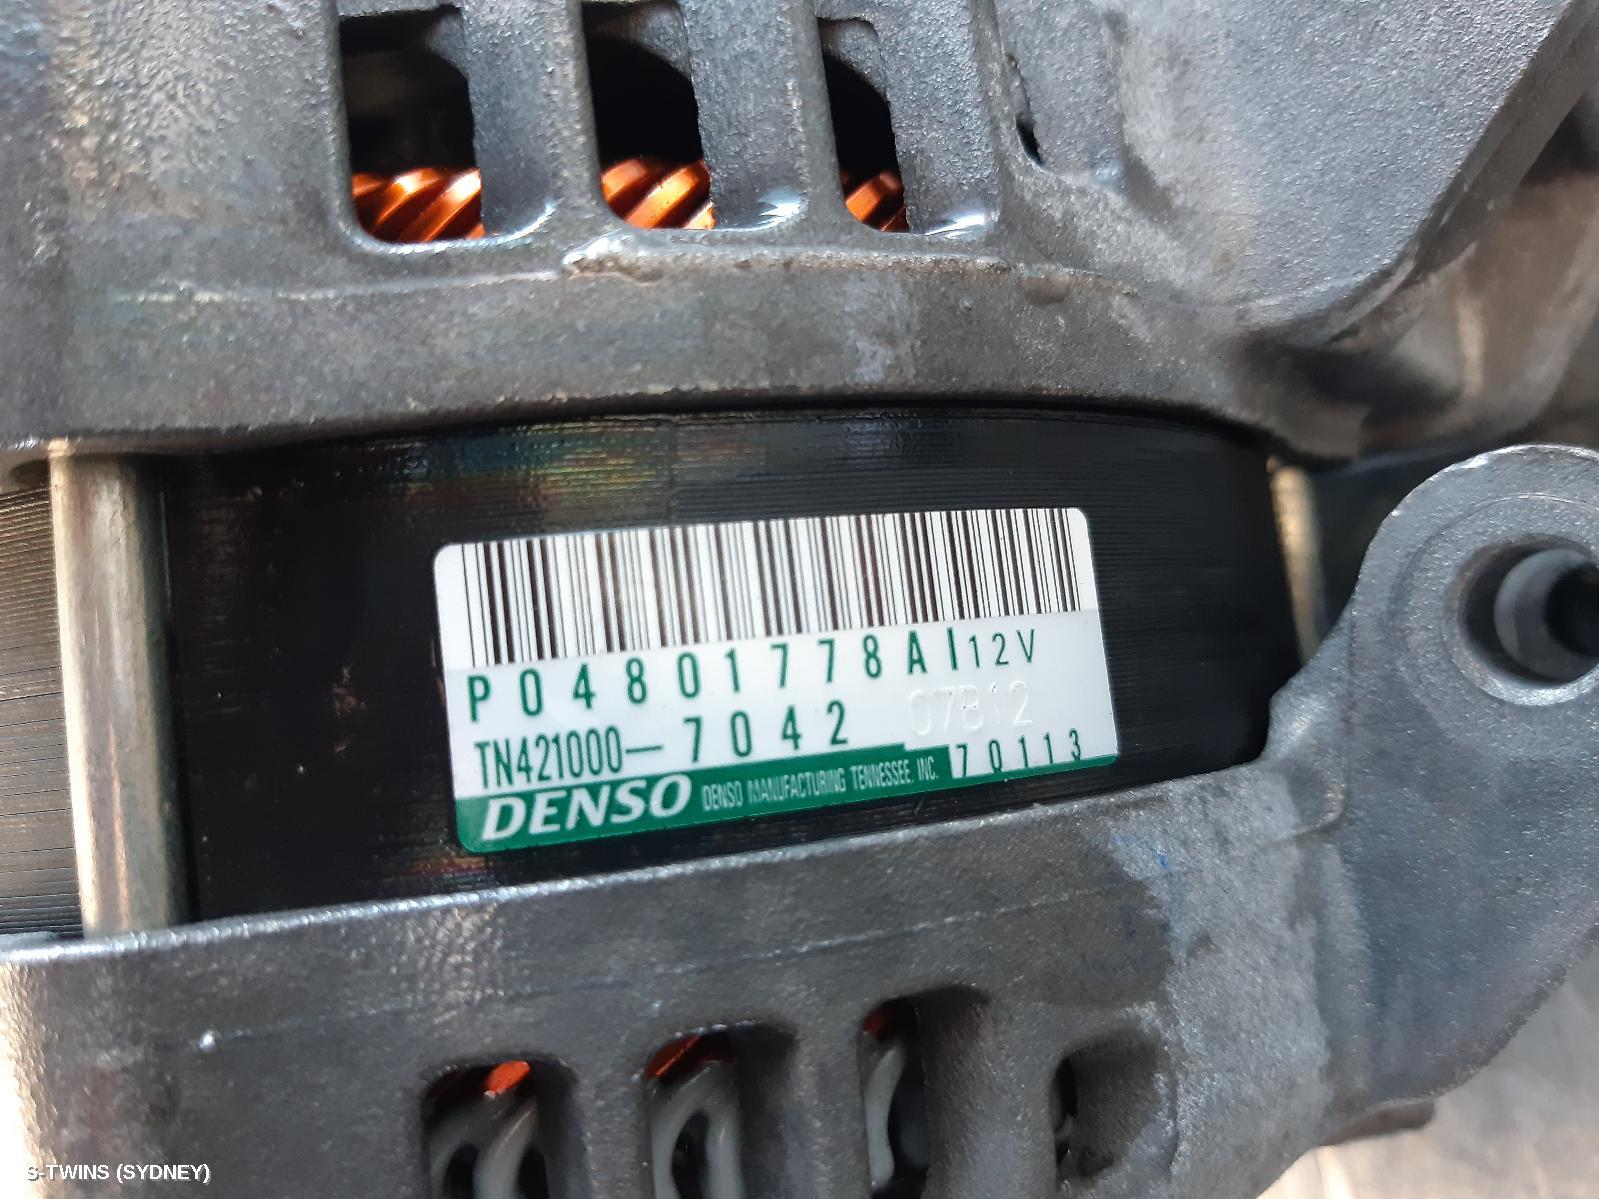 P04801778AI 12V
TN421000-7042 07B12
DENSO DENSO MANUFACTURING TENNESSEE, INC. 70113
S-TWINS (SYDNEY)